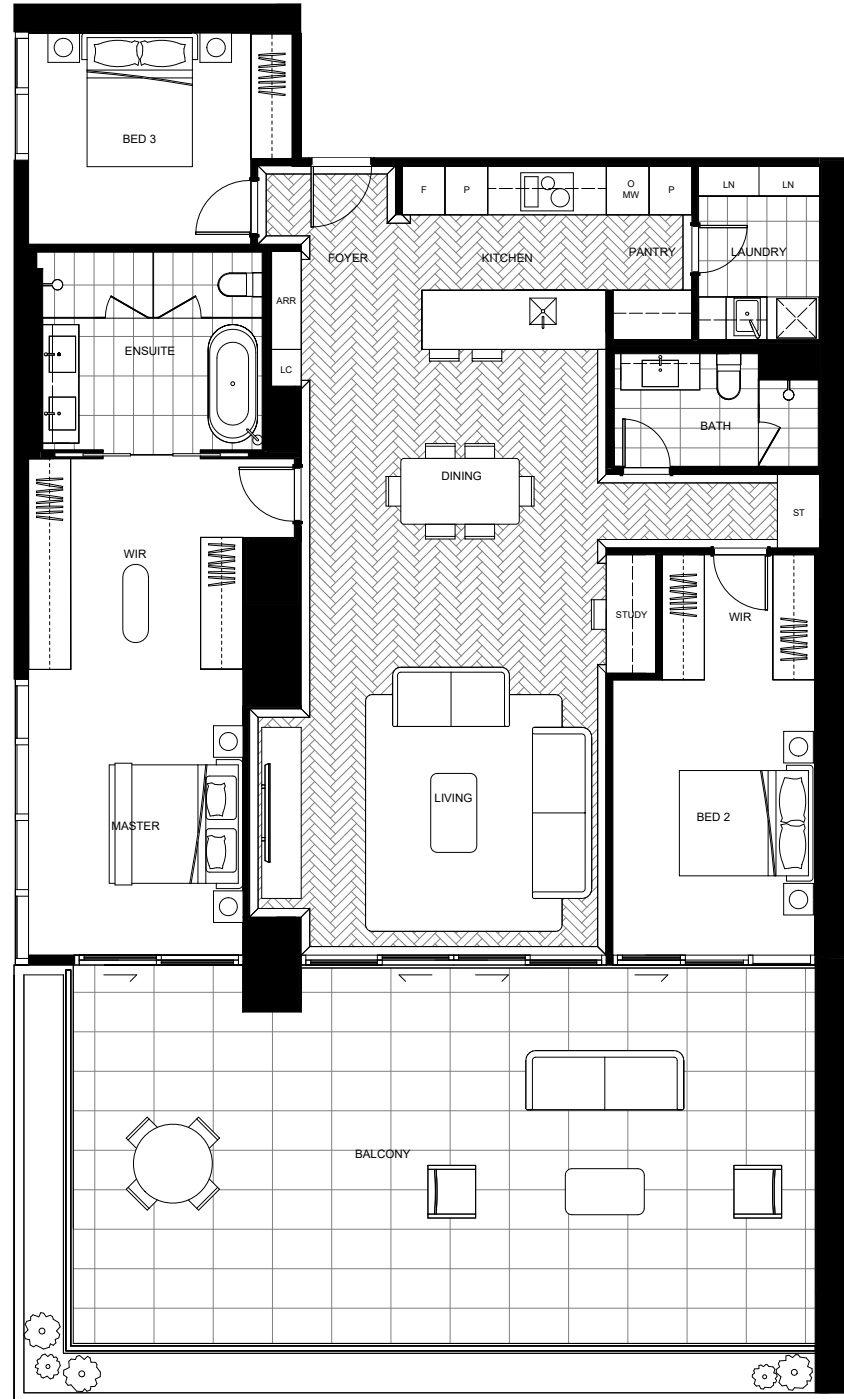 BED 3
F
P
O
MW
P
LN
LN
FOYER
KITCHEN
PANTRY
LAUNDRY
ARR
ENSUITE
LC
BATH
DINING
ST
WIR
STUDY
WIR
LIVING
MASTER
BED 2
BALCONY